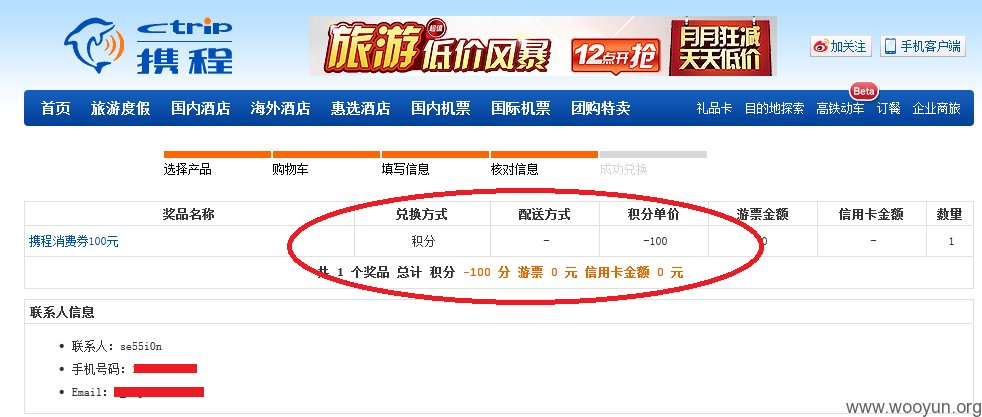 Ctrip
携程
旅游 超值 低价风暴 12点开抢 月月狂减
天天低价
加关注 手机客户端
首页 旅游度假 国内酒店 海外酒店 惠选酒店 国内机票 国际机票 团购特卖 礼品卡 目的地探索 高铁动车 Beta 订餐 企业商旅
选择产品 购物车 填写信息 核对信息 成功兑换
奖品名称 兑换方式 配送方式 积分单价 游票金额 信用卡金额 数量
携程消费券100元 积分 - -100 0 - 1
共 1 个奖品 总计 积分 -100 分 游票 0 元 信用卡金额 0 元
联系人信息
• 联系人：se55i0n
• 手机号码：
• Email：
www.wooyun.org